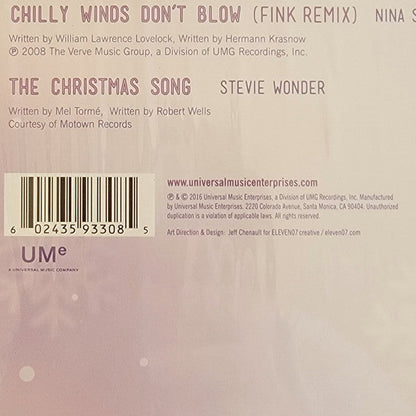 CHILLY WINDS DON'T BLOW (FINK REMIX) NINA S
Written by William Lawrence Lovelock, Written by Hermann Krasnow
℗ 2008 The Verve Music Group, a Division of UMG Recordings, Inc.
THE CHRISTMAS SONG STEVIE WONDER
Written by Mel Tormé, Written by Robert Wells
Courtesy of Motown Records
www.universalmusicenterprises.com
℗ & © 2016 Universal Music Enterprises, a Division of UMG Recordings, Inc. Manufactured
by Universal Music Enterprises, 2220 Colorado Avenue, Santa Monica, CA 90404. Unauthorized
duplication is a violation of applicable laws. All rights reserved.
Art Direction & Design: Jeff Chenault for ELEVEN07 creative / eleven07.com
6 02435 93308 5
UMe
A UNIVERSAL MUSIC COMPANY